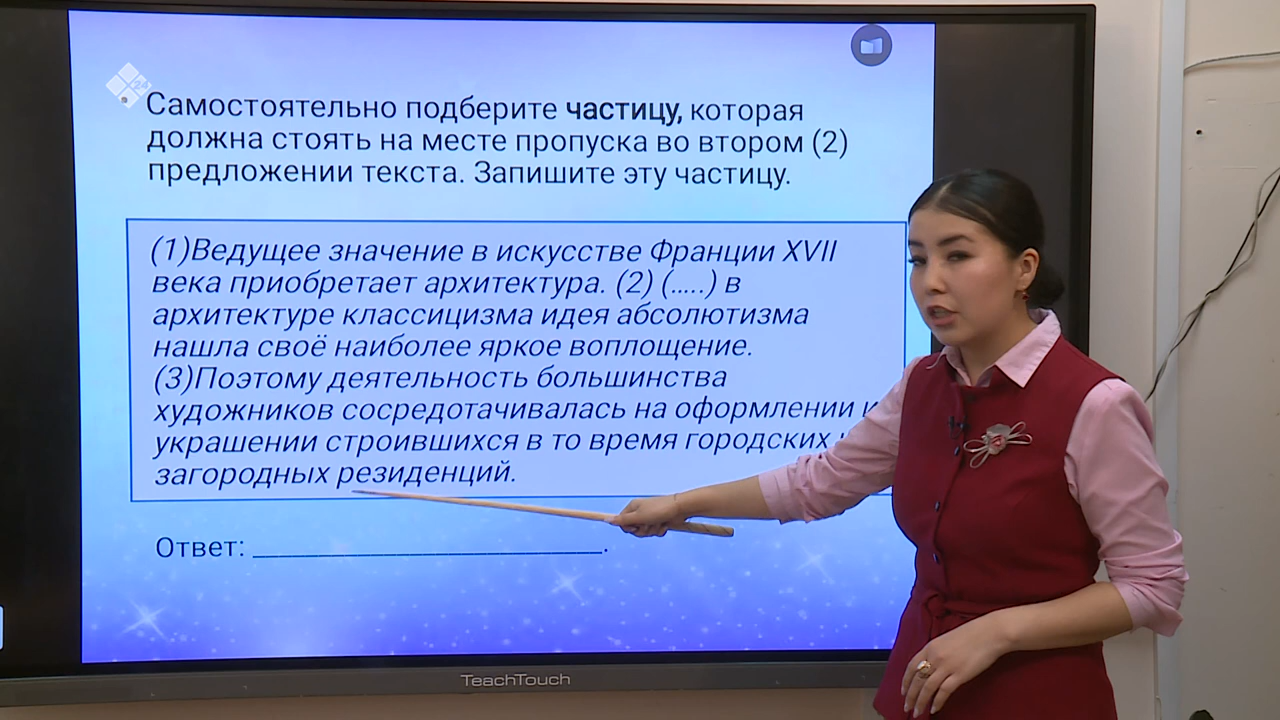 24
Самостоятельно подберите частицу, которая
должна стоять на месте пропуска во втором (2)
предложении текста. Запишите эту частицу.
(1)Ведущее значение в искусстве Франции XVII
века приобретает архитектура. (2) (…..) в
архитектуре классицизма идея абсолютизма
нашла своё наиболее яркое воплощение.
(3)Поэтому деятельность большинства
художников сосредотачивалась на оформлении и
украшении строившихся в то время городских
загородных резиденций.
Ответ: ______________________.
TeachTouch